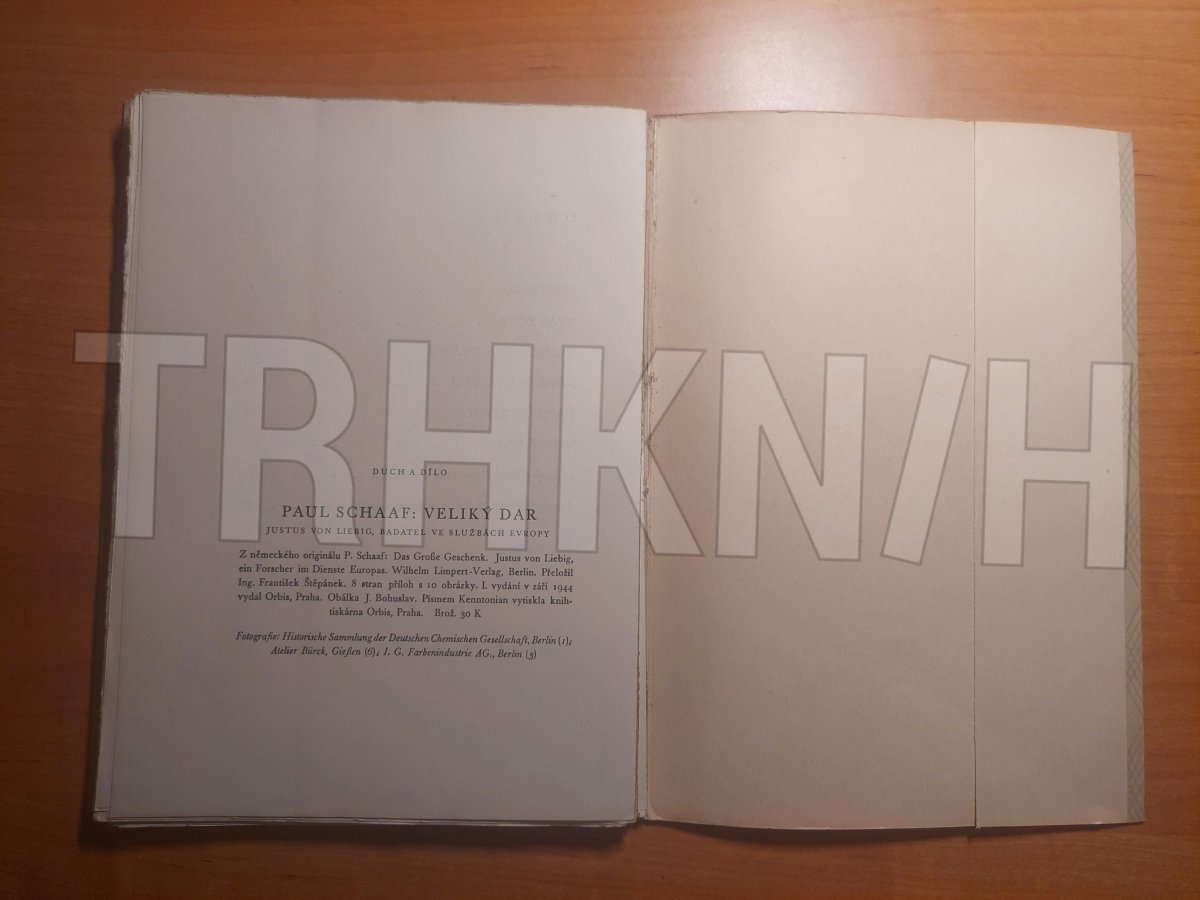 TRHKN/H
DUCH A DÍLO
PAUL SCHAAF: VELIKÝ DAR
JUSTUS VON LIEBIG, BADATEL VE SLUŽBÁCH EVROPY
Z německého originálu P. Schaaf: Das Große Geschenk. Justus von Liebig,
ein Forscher im Dienste Europas. Wilhelm Limpert-Verlag, Berlin. Přeložil
Ing. František Štěpánek. 8 stran příloh s 10 obrázky. I. vydání v září 1944
vydal Orbis, Praha. Obálka J. Bohuslav. Písmem Kenntonian vytiskla knih-
tiskárna Orbis, Praha. Brož. 30 K
Fotografie: Historische Sammlung der Deutschen Chemischen Gesellschaft, Berlin (1);
Atelier Bürck, Gießen (6); I. G. Farbenindustrie AG., Berlin (3)